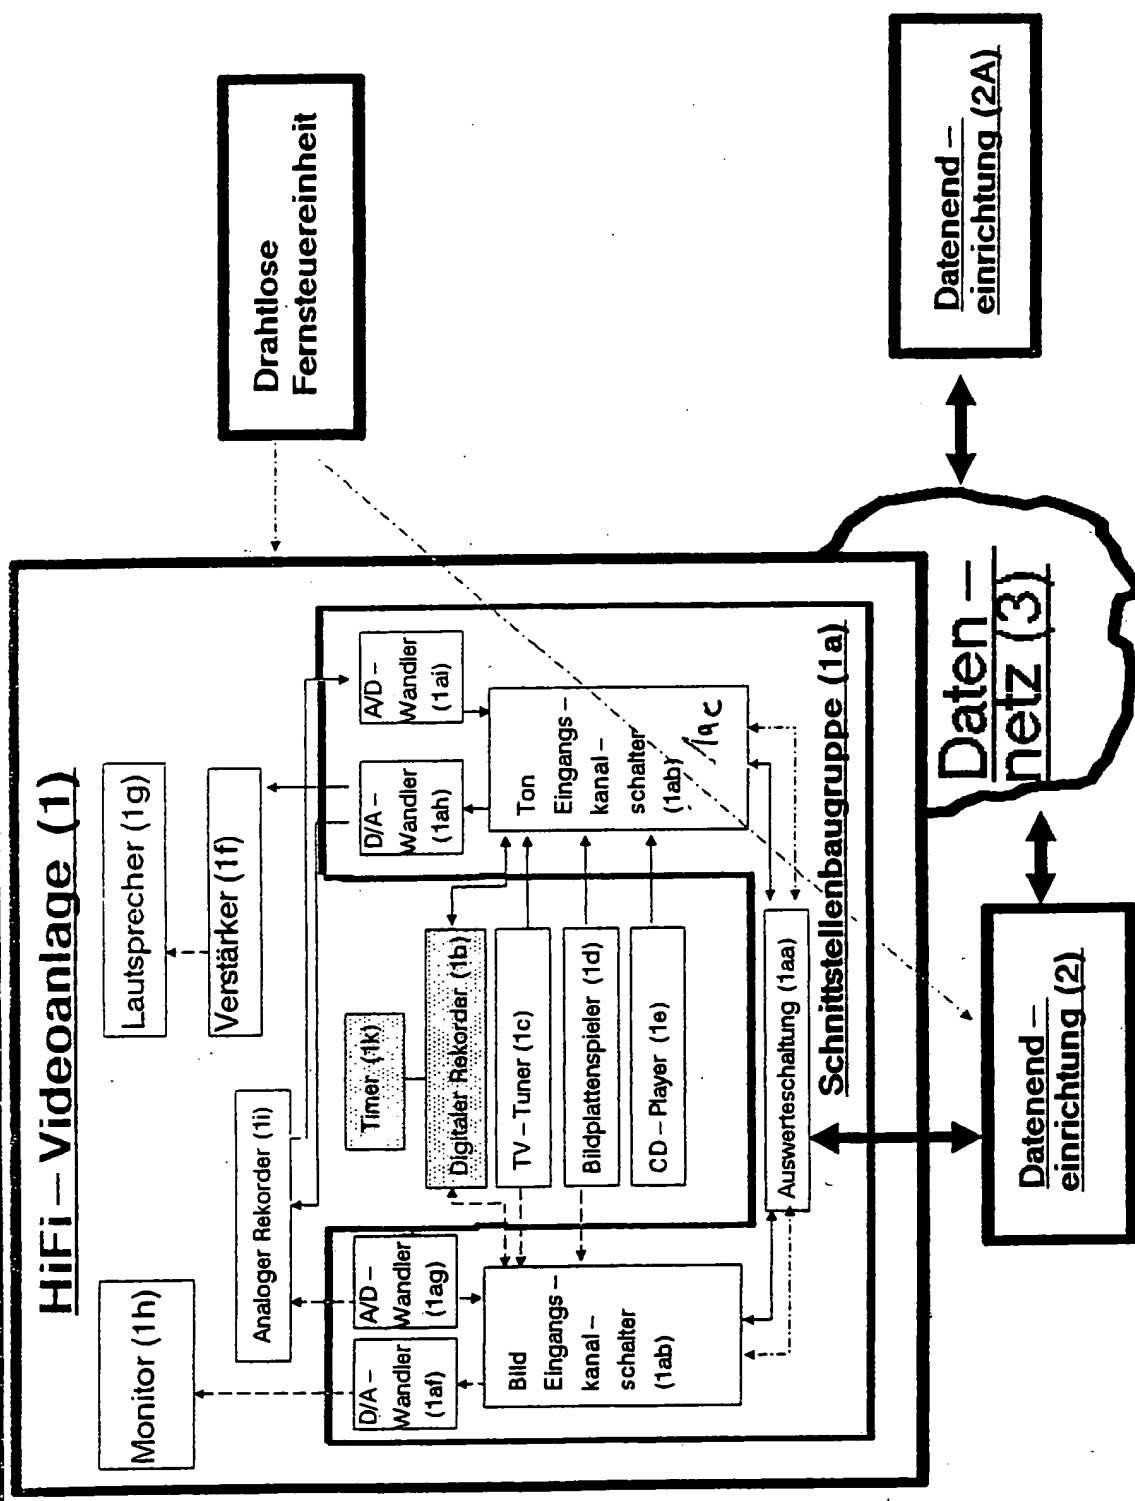 HiFi – Videoanlage (1)
Monitor (1h)
Analoger Rekorder (1i)
Lautsprecher (1g)
Verstärker (1f)
Drahtlose
Fernsteuereinheit
D/A –
Wandler
(1af)
A/D –
Wandler
(1ag)
Timer (1k)
Digitaler Rekorder (1b)
TV – Tuner (1c)
Bildplattenspieler (1d)
CD – Player (1e)
D/A –
Wandler
(1ah)
A/D –
Wandler
(1ai)
Bild
Eingangs –
kanal –
schalter
(1ab)
Ton
Eingangs –
kanal –
schalter
(1ab)
1ac
Auswerteschaltung (1aa)
Schnittstellenbaugruppe (1a)
Daten –
netz (3)
Datenend –
einrichtung (2)
Datenend –
einrichtung (2A)